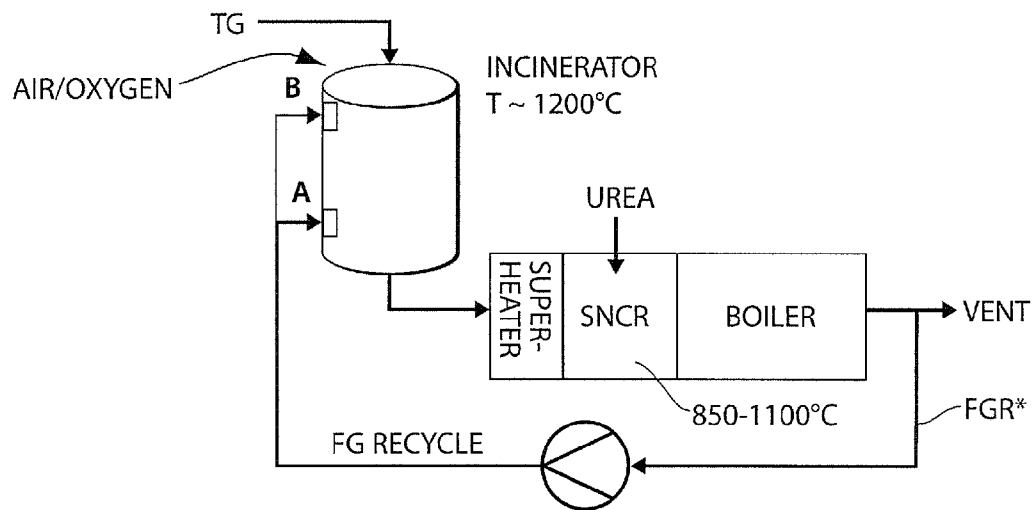 TG
AIR/OXYGEN
B
INCINERATOR
T ~ 1200°C
A
UREA
SUPER-
HEATER
SNCR
BOILER
VENT
850-1100°C
FGR*
FG RECYCLE